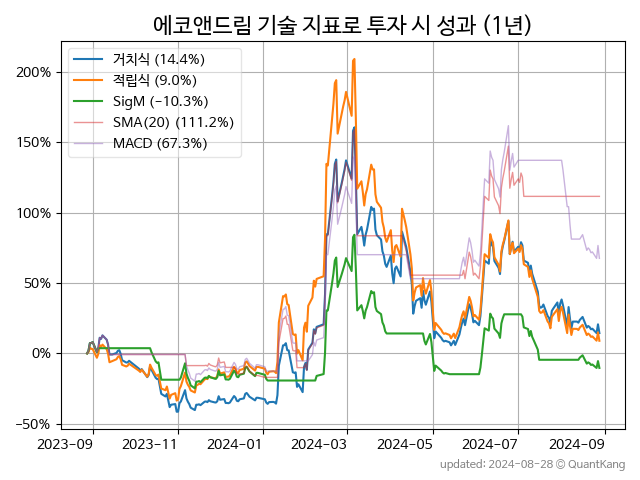 에코앤드림 기술 지표로 투자 시 성과 (1년)
거치식 (14.4%)
적립식 (9.0%)
SigM (−10.3%)
SMA(20) (111.2%)
MACD (67.3%)
200%
150%
100%
50%
0%
−50%
2023-09 2023-11 2024-01 2024-03 2024-05 2024-07 2024-09
updated: 2024-08-28 © QuantKang